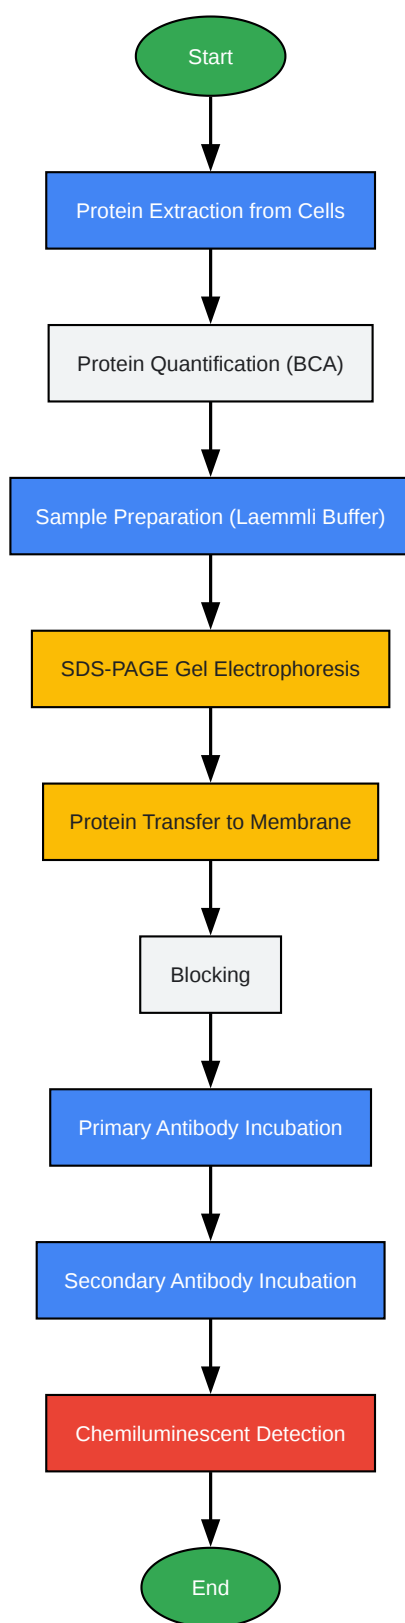 Start
Protein Extraction from Cells
Protein Quantification (BCA)
Sample Preparation (Laemmli Buffer)
SDS-PAGE Gel Electrophoresis
Protein Transfer to Membrane
Blocking
Primary Antibody Incubation
Secondary Antibody Incubation
Chemiluminescent Detection
End